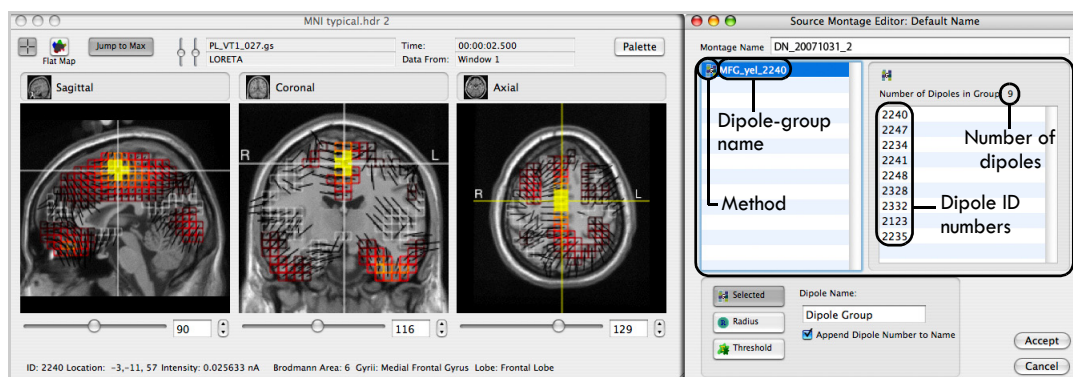 MNI typical.hdr 2
Flat Map
Jump to Max
PL_VT1_027.gs
LORETA
Time:
00:00:02.500
Data From:
Window 1
Palette
Sagittal
Coronal
Axial
R
L
R
L
90
116
129
ID: 2240 Location: -3,-11, 57 Intensity: 0.025633 nA Brodmann Area: 6 Gyrii: Medial Frontal Gyrus Lobe: Frontal Lobe
Source Montage Editor: Default Name
Montage Name
DN_20071031_2
MFG_yel_2240
Dipole-group
name
Method
Number of Dipoles in Group 9
2240
2247
2234
2241
2248
2328
2332
2123
2235
Number of
dipoles
Dipole ID
numbers
Selected
R Radius
Threshold
Dipole Name:
Dipole Group
Append Dipole Number to Name
Accept
Cancel